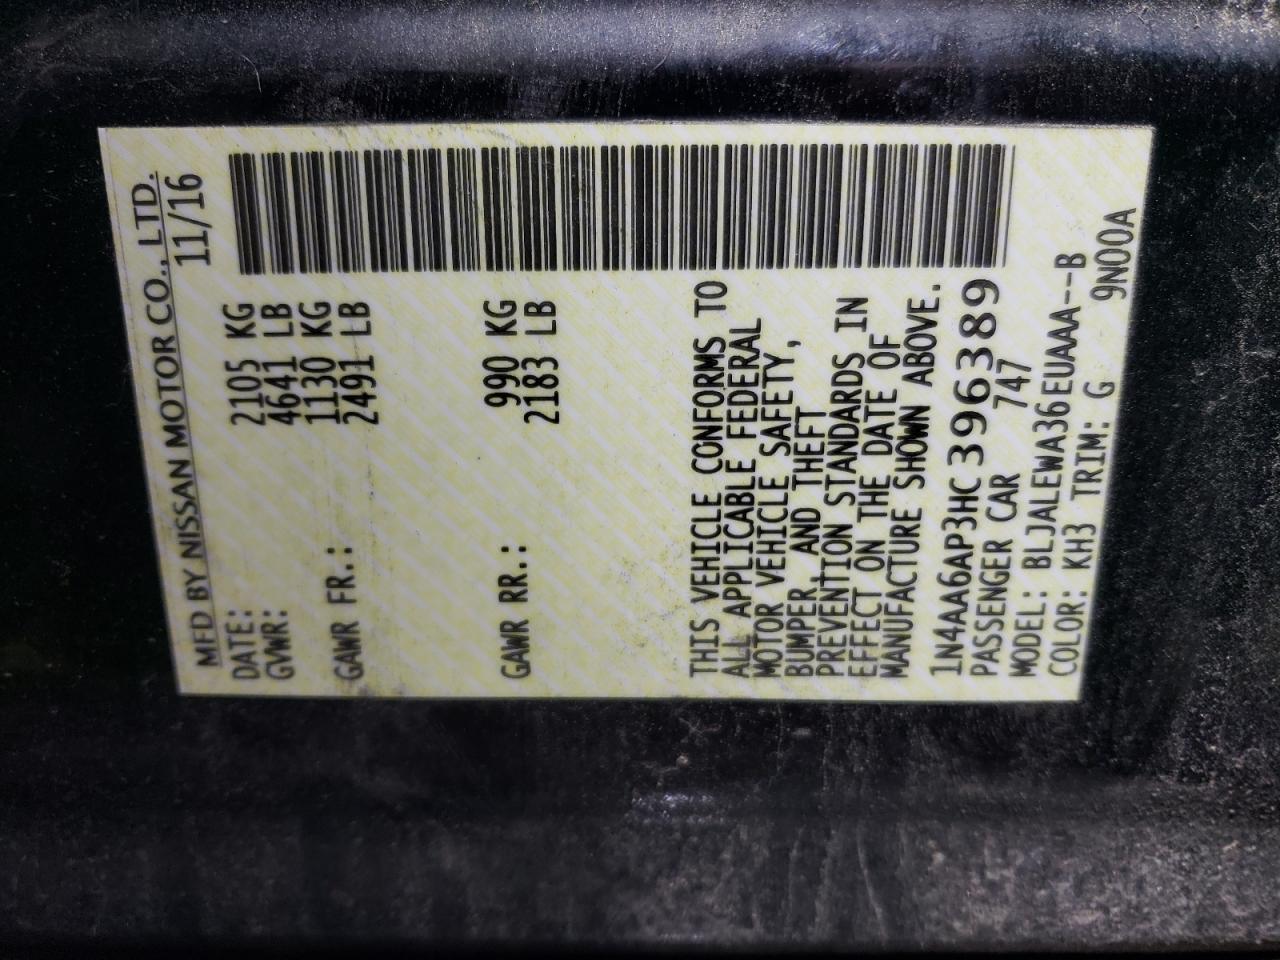 MFD BY NISSAN MOTOR CO., LTD.
DATE: 11/16
GVWR: 2105 KG
4641 LB
GAWR FR.: 1130 KG
2491 LB
GAWR RR.: 990 KG
2183 LB
THIS VEHICLE CONFORMS TO
ALL APPLICABLE FEDERAL
MOTOR VEHICLE SAFETY,
BUMPER, AND THEFT
PREVENTION STANDARDS IN
EFFECT ON THE DATE OF
MANUFACTURE SHOWN ABOVE.
1N4AA6AP3HC396389
PASSENGER CAR 747
MODEL: BLJALEWA36EUAAA--B
COLOR: KH3 TRIM: G 9N00A